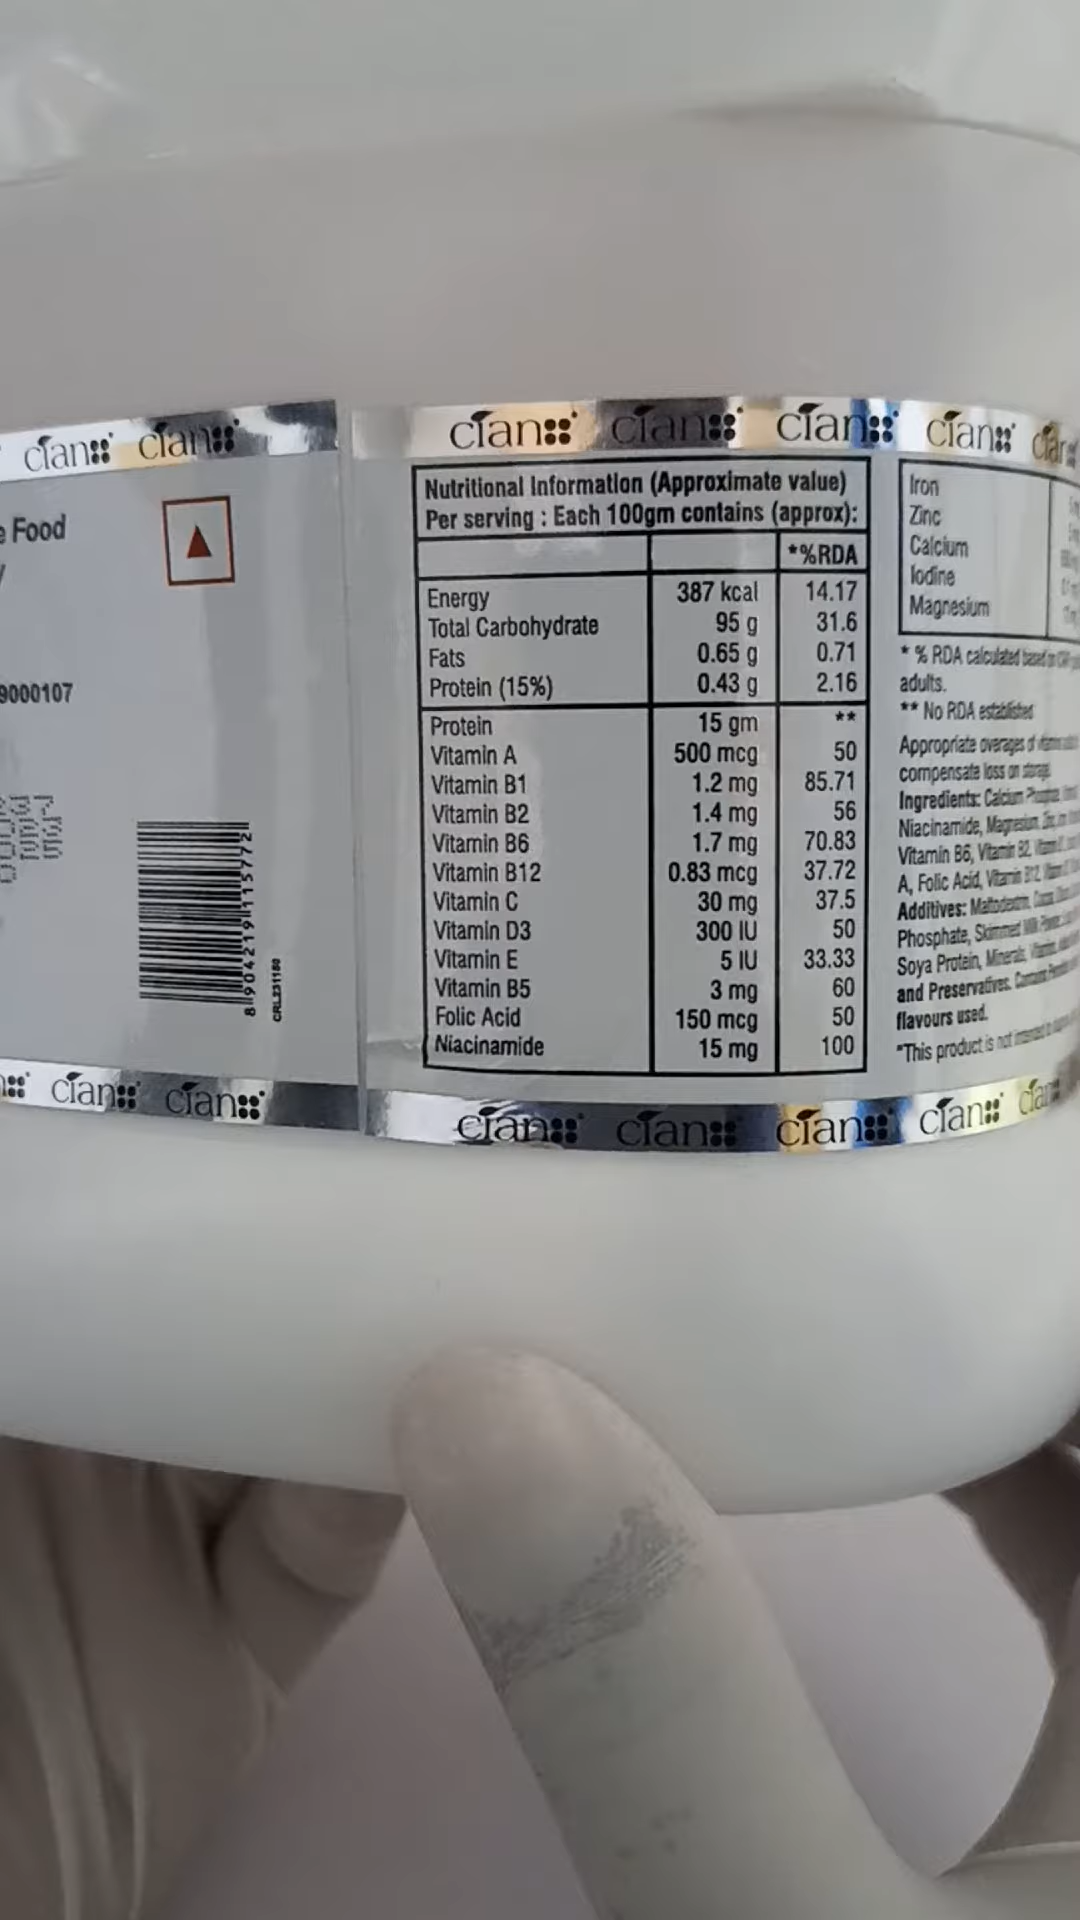 cian cian
e Food
9000107
8 904219 115772
CRL231180
cian cian
cian cian cian cian
Nutritional Information (Approximate value)
Per serving : Each 100gm contains (approx):
*%RDA
Energy 387 kcal 14.17
Total Carbohydrate 95 g 31.6
Fats 0.65 g 0.71
Protein (15%) 0.43 g 2.16
Protein 15 gm **
Vitamin A 500 mcg 50
Vitamin B1 1.2 mg 85.71
Vitamin B2 1.4 mg 56
Vitamin B6 1.7 mg 70.83
Vitamin B12 0.83 mcg 37.72
Vitamin C 30 mg 37.5
Vitamin D3 300 IU 50
Vitamin E 5 IU 33.33
Vitamin B5 3 mg 60
Folic Acid 150 mcg 50
Niacinamide 15 mg 100
Iron
Zinc
Calcium
Iodine
Magnesium
* % RDA calculated based on
adults.
** No RDA established
Appropriate overages of
compensate loss on storage
Ingredients: Calcium
Niacinamide, Magnesium,
Vitamin B6, Vitamin B2,
A, Folic Acid, Vitamin B12,
Additives: Maltodextrin,
Phosphate, Skimmed Milk
Soya Protein, Minerals,
and Preservatives.
flavours used.
"This product is not
cian cian cian cian